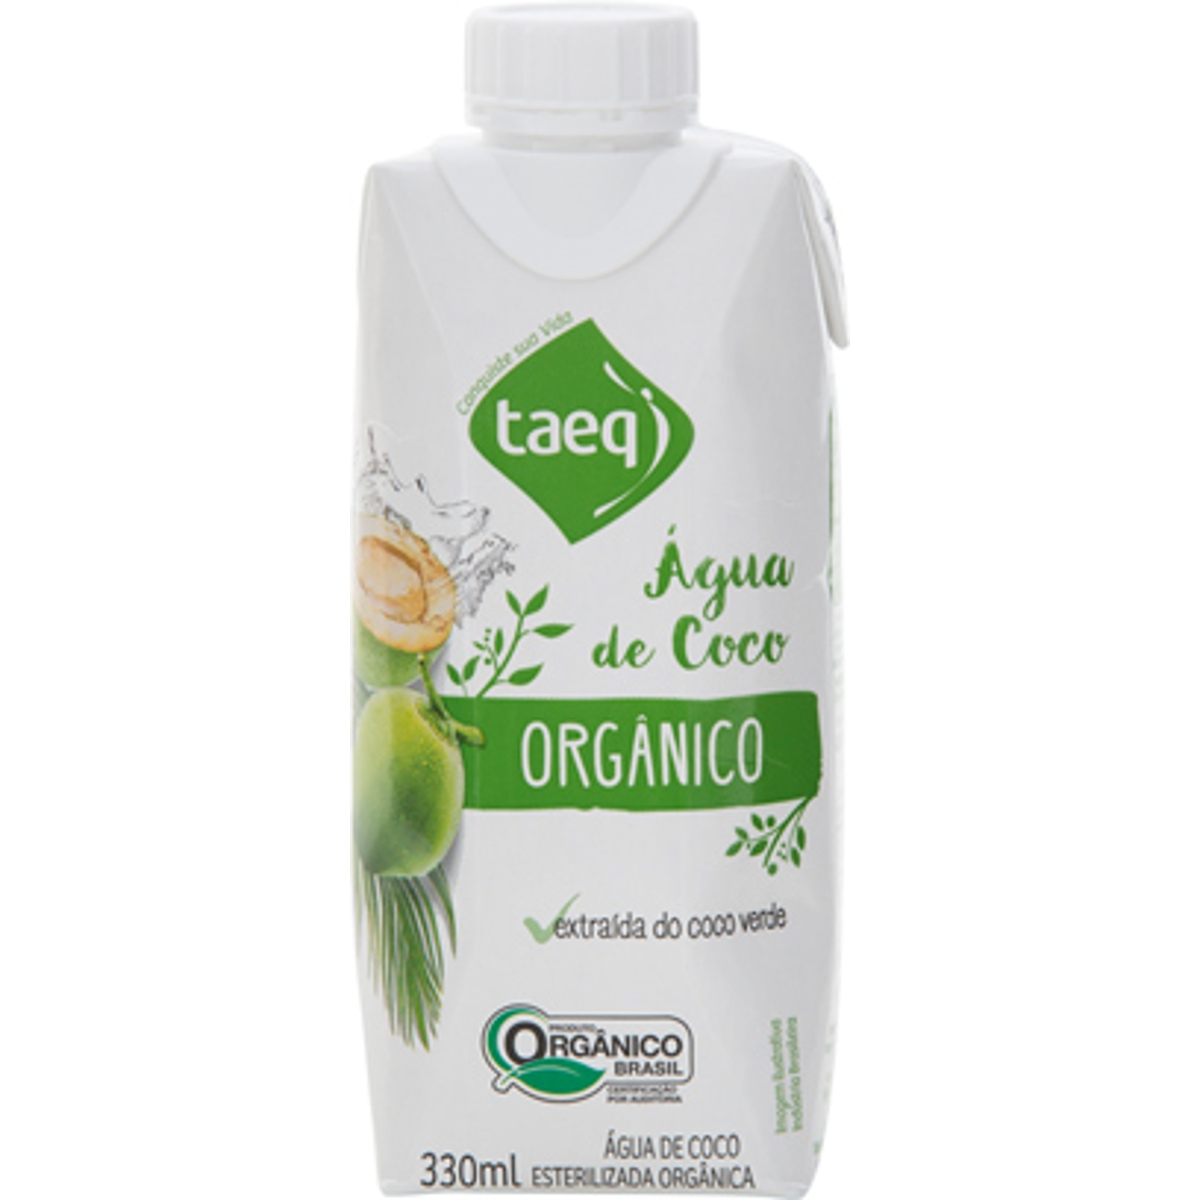 Conquiste sua Vida
taeq
Água
de Coco
ORGÂNICO
extraída do coco verde
PRODUTO
ORGÂNICO
BRASIL
CERTIFICAÇÃO
POR AUDITORIA
Imagem Ilustrativa
Indústria Brasileira
330ml
ÁGUA DE COCO
ESTERILIZADA ORGÂNICA